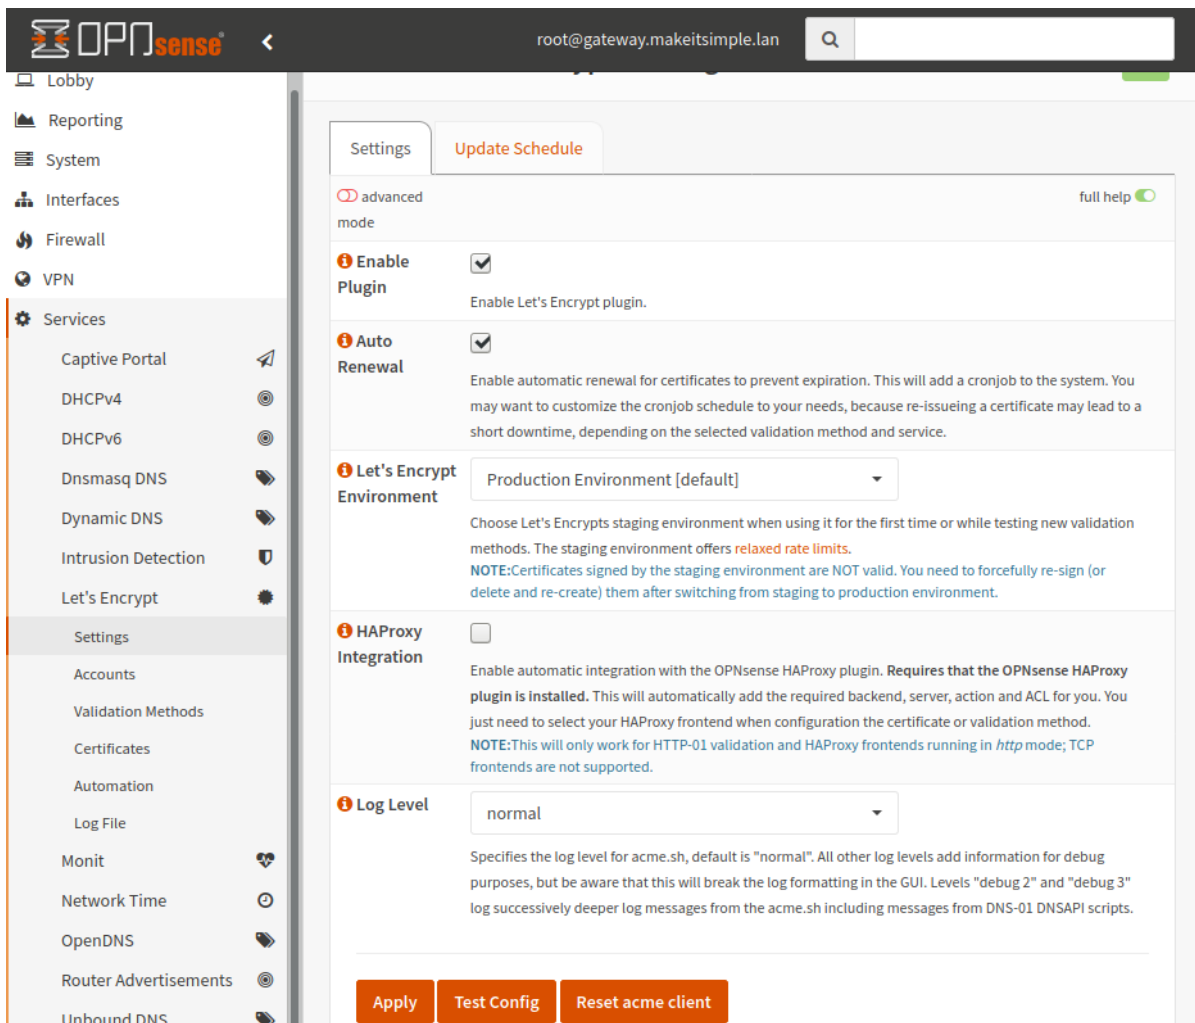 OPNsense®
root@gateway.makeitsimple.lan
Lobby
Reporting
System
Interfaces
Firewall
VPN
Services
Captive Portal
DHCPv4
DHCPv6
Dnsmasq DNS
Dynamic DNS
Intrusion Detection
Let's Encrypt
Settings
Accounts
Validation Methods
Certificates
Automation
Log File
Monit
Network Time
OpenDNS
Router Advertisements
Unbound DNS
Settings
Update Schedule
advanced
mode
full help
Enable
Plugin
Enable Let's Encrypt plugin.
Auto
Renewal
Enable automatic renewal for certificates to prevent expiration. This will add a cronjob to the system. You
may want to customize the cronjob schedule to your needs, because re-issueing a certificate may lead to a
short downtime, depending on the selected validation method and service.
Let's Encrypt
Environment
Production Environment [default]
Choose Let's Encrypts staging environment when using it for the first time or while testing new validation
methods. The staging environment offers relaxed rate limits.
NOTE:Certificates signed by the staging environment are NOT valid. You need to forcefully re-sign (or
delete and re-create) them after switching from staging to production environment.
HAProxy
Integration
Enable automatic integration with the OPNsense HAProxy plugin. Requires that the OPNsense HAProxy
plugin is installed. This will automatically add the required backend, server, action and ACL for you. You
just need to select your HAProxy frontend when configuration the certificate or validation method.
NOTE:This will only work for HTTP-01 validation and HAProxy frontends running in http mode; TCP
frontends are not supported.
Log Level
normal
Specifies the log level for acme.sh, default is "normal". All other log levels add information for debug
purposes, but be aware that this will break the log formatting in the GUI. Levels "debug 2" and "debug 3"
log successively deeper log messages from the acme.sh including messages from DNS-01 DNSAPI scripts.
Apply
Test Config
Reset acme client